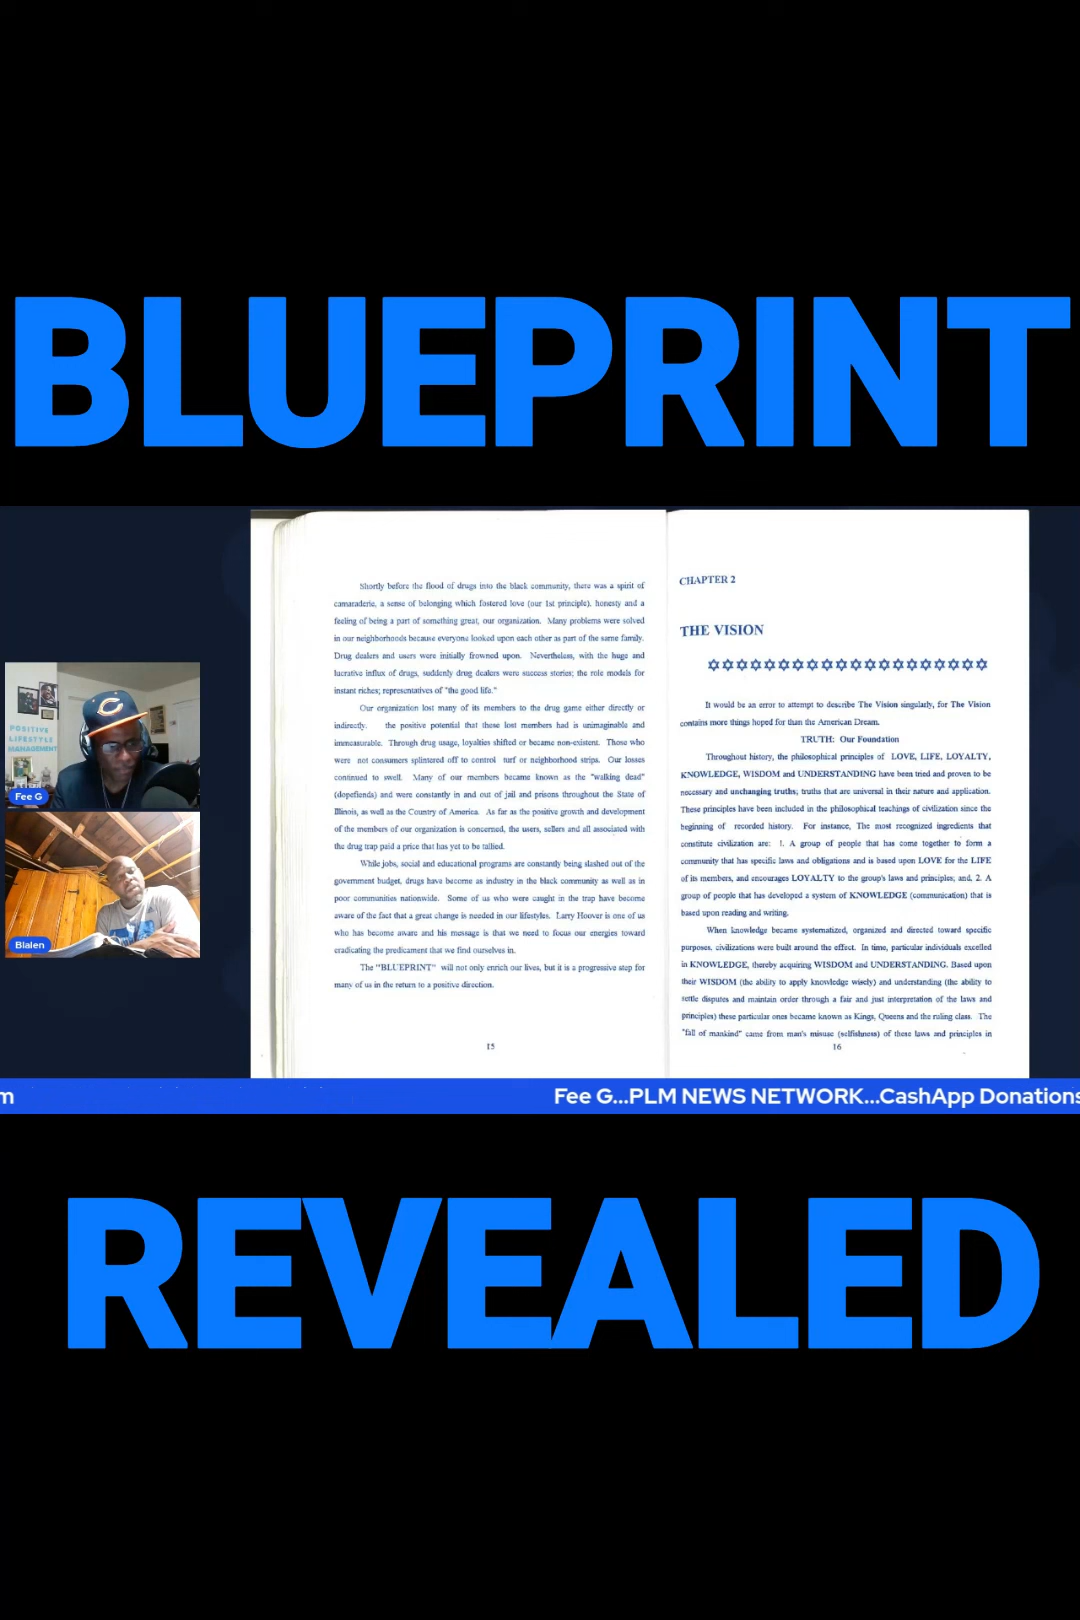 BLUEPRINT
Shortly before the flood of drugs into the black community, there was a spirit of
camaraderie, a sense of belonging which fostered love (our 1st principle), honesty and a
feeling of being a part of something great, our organization. Many problems were solved
in our neighborhoods because everyone looked upon each other as part of the same family.
Drug dealers and users were initially frowned upon. Nevertheless, with the huge and
lucrative influx of drugs, suddenly drug dealers were success stories; the role models for
instant riches; representatives of "the good life."
Our organization lost many of its members to the drug game either directly or
indirectly. the positive potential that these lost members had is unimaginable and
immeasurable. Through drug usage, loyalties shifted or became non-existent. Those who
were not consumers splintered off to control turf or neighborhood strips. Our losses
continued to swell. Many of our members became known as the "walking dead"
(dopefiends) and were constantly in and out of jail and prisons throughout the State of
Illinois, as well as the Country of America. As far as the positive growth and development
of the members of our organization is concerned, the users, sellers and all associated with
the drug trap paid a price that has yet to be tallied.
While jobs, social and educational programs are constantly being slashed out of the
government budget, drugs have become as industry in the black community as well as in
poor communities nationwide. Some of us who were caught in the trap have become
aware of the fact that a great change is needed in our lifestyles. Larry Hoover is one of us
who has become aware and his message is that we need to focus our energies toward
eradicating the predicament that we find ourselves in.
The "BLUEPRINT" will not only enrich our lives, but it is a progressive step for
many of us in the return to a positive direction.
15
CHAPTER 2
THE VISION
✡✡✡✡✡✡✡✡✡✡✡✡✡✡✡✡✡✡✡✡
It would be an error to attempt to describe The Vision singularly, for The Vision
contains more things hoped for than the American Dream.
TRUTH: Our Foundation
Throughout history, the philosophical principles of LOVE, LIFE, LOYALTY,
KNOWLEDGE, WISDOM and UNDERSTANDING have been tried and proven to be
necessary and unchanging truths; truths that are universal in their nature and application.
These principles have been included in the philosophical teachings of civilization since the
beginning of recorded history. For instance, The most recognized ingredients that
constitute civilization are: 1. A group of people that has come together to form a
community that has specific laws and obligations and is based upon LOVE for the LIFE
of its members, and encourages LOYALTY to the group's laws and principles; and, 2. A
group of people that has developed a system of KNOWLEDGE (communication) that is
based upon reading and writing.
When knowledge became systematized, organized and directed toward specific
purposes, civilizations were built around the effect. In time, particular individuals excelled
in KNOWLEDGE, thereby acquiring WISDOM and UNDERSTANDING. Based upon
their WISDOM (the ability to apply knowledge wisely) and understanding (the ability to
settle disputes and maintain order through a fair and just interpretation of the laws and
principles) these particular ones became known as Kings, Queens and the ruling class. The
"fall of mankind" came from man's misuse (selfishness) of these laws and principles in
16
POSITIVE
LIFESTYLE
MANAGEMENT
C
Fee G
Blalen
m
Fee G...PLM NEWS NETWORK...CashApp Donations
REVEALED